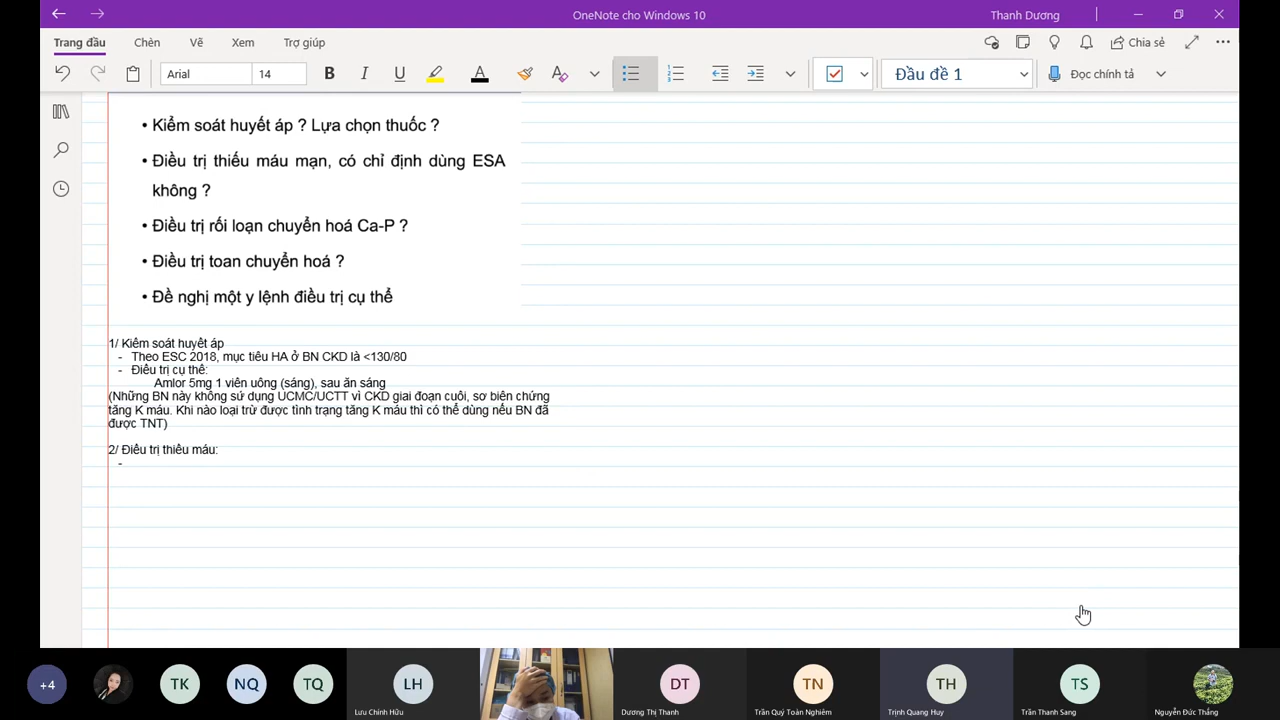 OneNote cho Windows 10
Thanh Dương
Trang đầu Chèn Vẽ Xem Trợ giúp
Chia sẻ
Arial 14 B I U A A Đầu đề 1 Đọc chính tả
• Kiểm soát huyết áp ? Lựa chọn thuốc ?
• Điều trị thiếu máu mạn, có chỉ định dùng ESA
không ?
• Điều trị rối loạn chuyển hoá Ca-P ?
• Điều trị toan chuyển hoá ?
• Đề nghị một y lệnh điều trị cụ thể
1/ Kiểm soát huyết áp
- Theo ESC 2018, mục tiêu HA ở BN CKD là <130/80
- Điều trị cụ thể:
Amlor 5mg 1 viên uống (sáng), sau ăn sáng
(Những BN này không sử dụng UCMC/UCTT vì CKD giai đoạn cuối, sợ biến chứng
tăng K máu. Khi nào loại trừ được tình trạng tăng K máu thì có thể dùng nếu BN đã
được TNT)
2/ Điều trị thiếu máu:
-
+4 TK NQ TQ LH DT TN TH TS
Lưu Chính Hữu Dương Thị Thanh Trần Quý Toàn Nghiêm Trịnh Quang Huy Trần Thanh Sang Nguyễn Đức Thắng